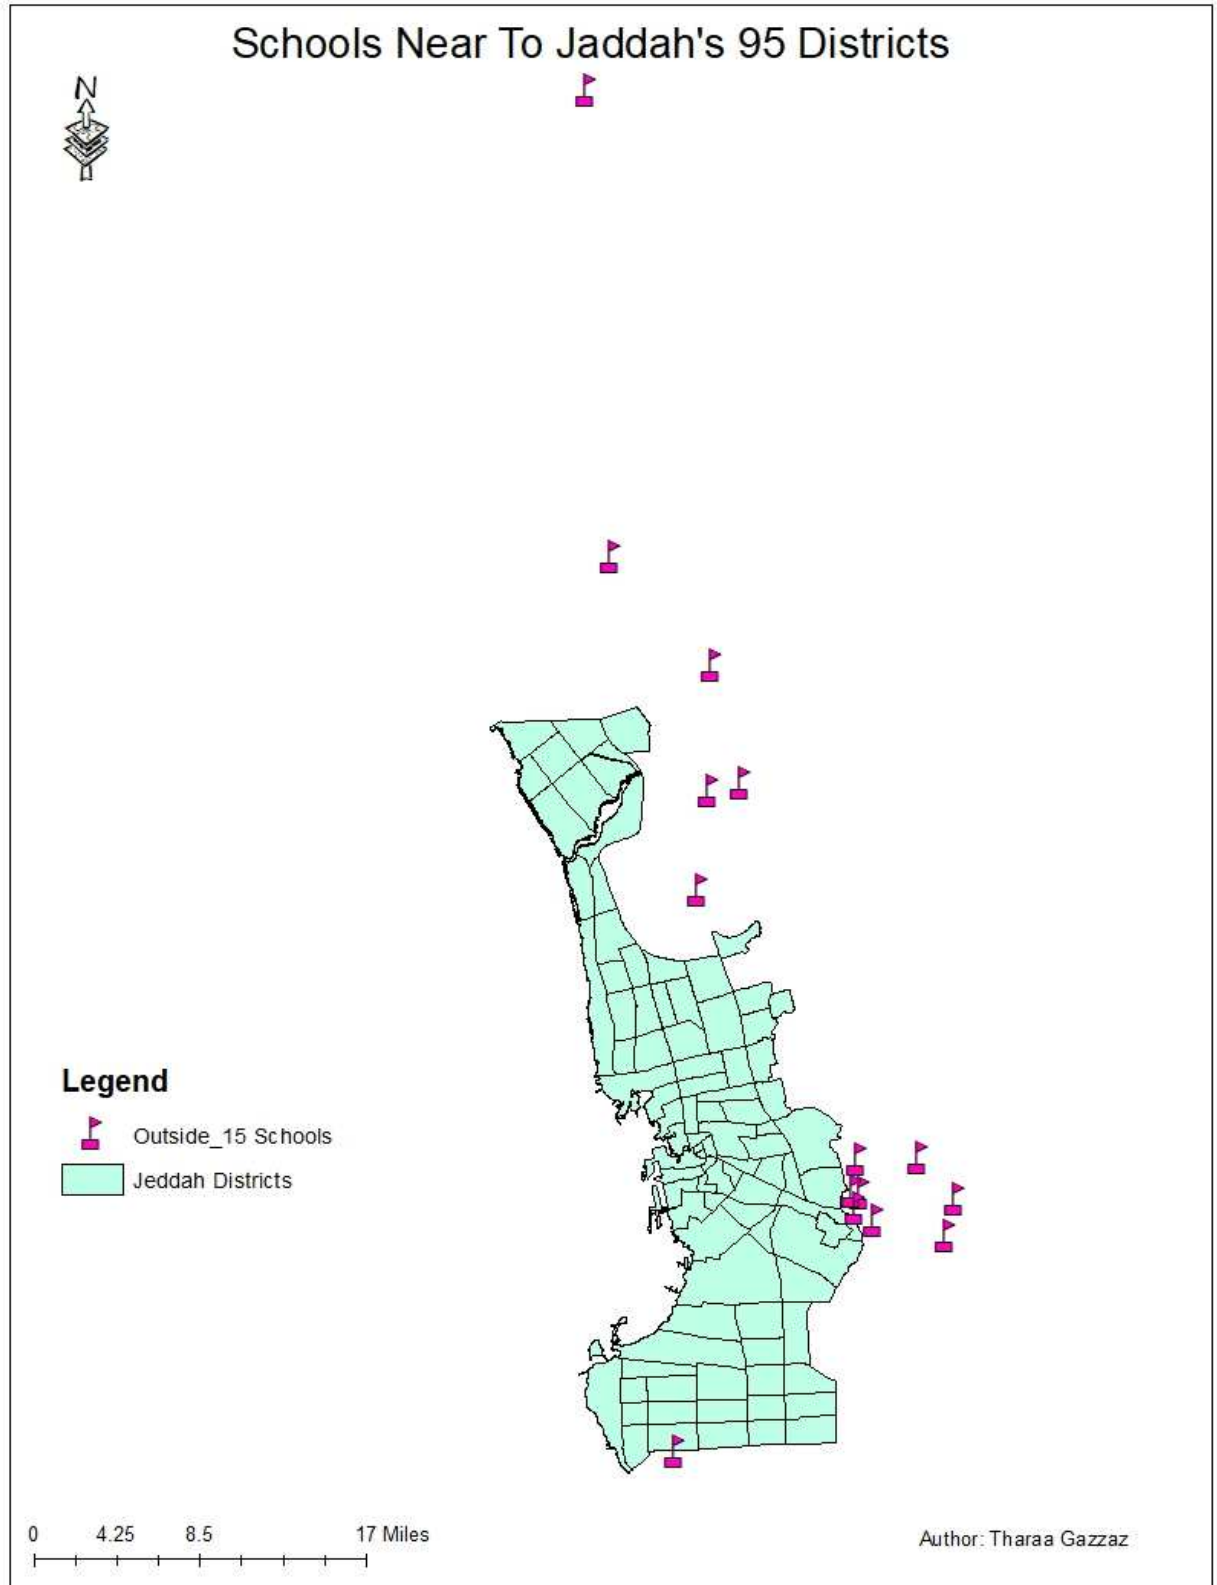 Schools Near To Jaddah's 95 Districts
N
Legend
Outside_15 Schools
Jeddah Districts
0 4.25 8.5 17 Miles
Author: Tharaa Gazzaz